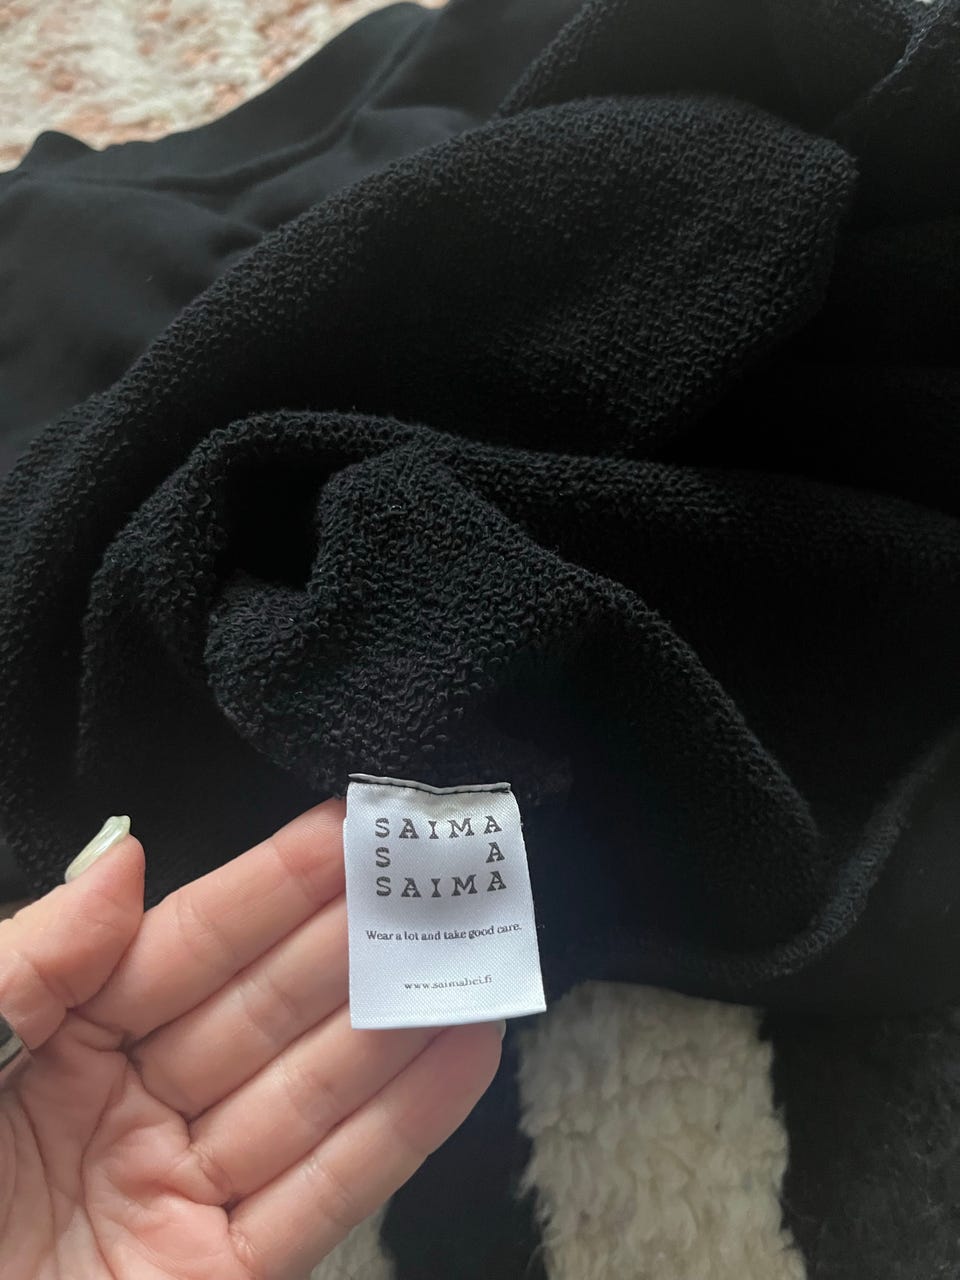 SAIMA
S A
SAIMA
Wear a lot and take good care.
www.saimahei.fi